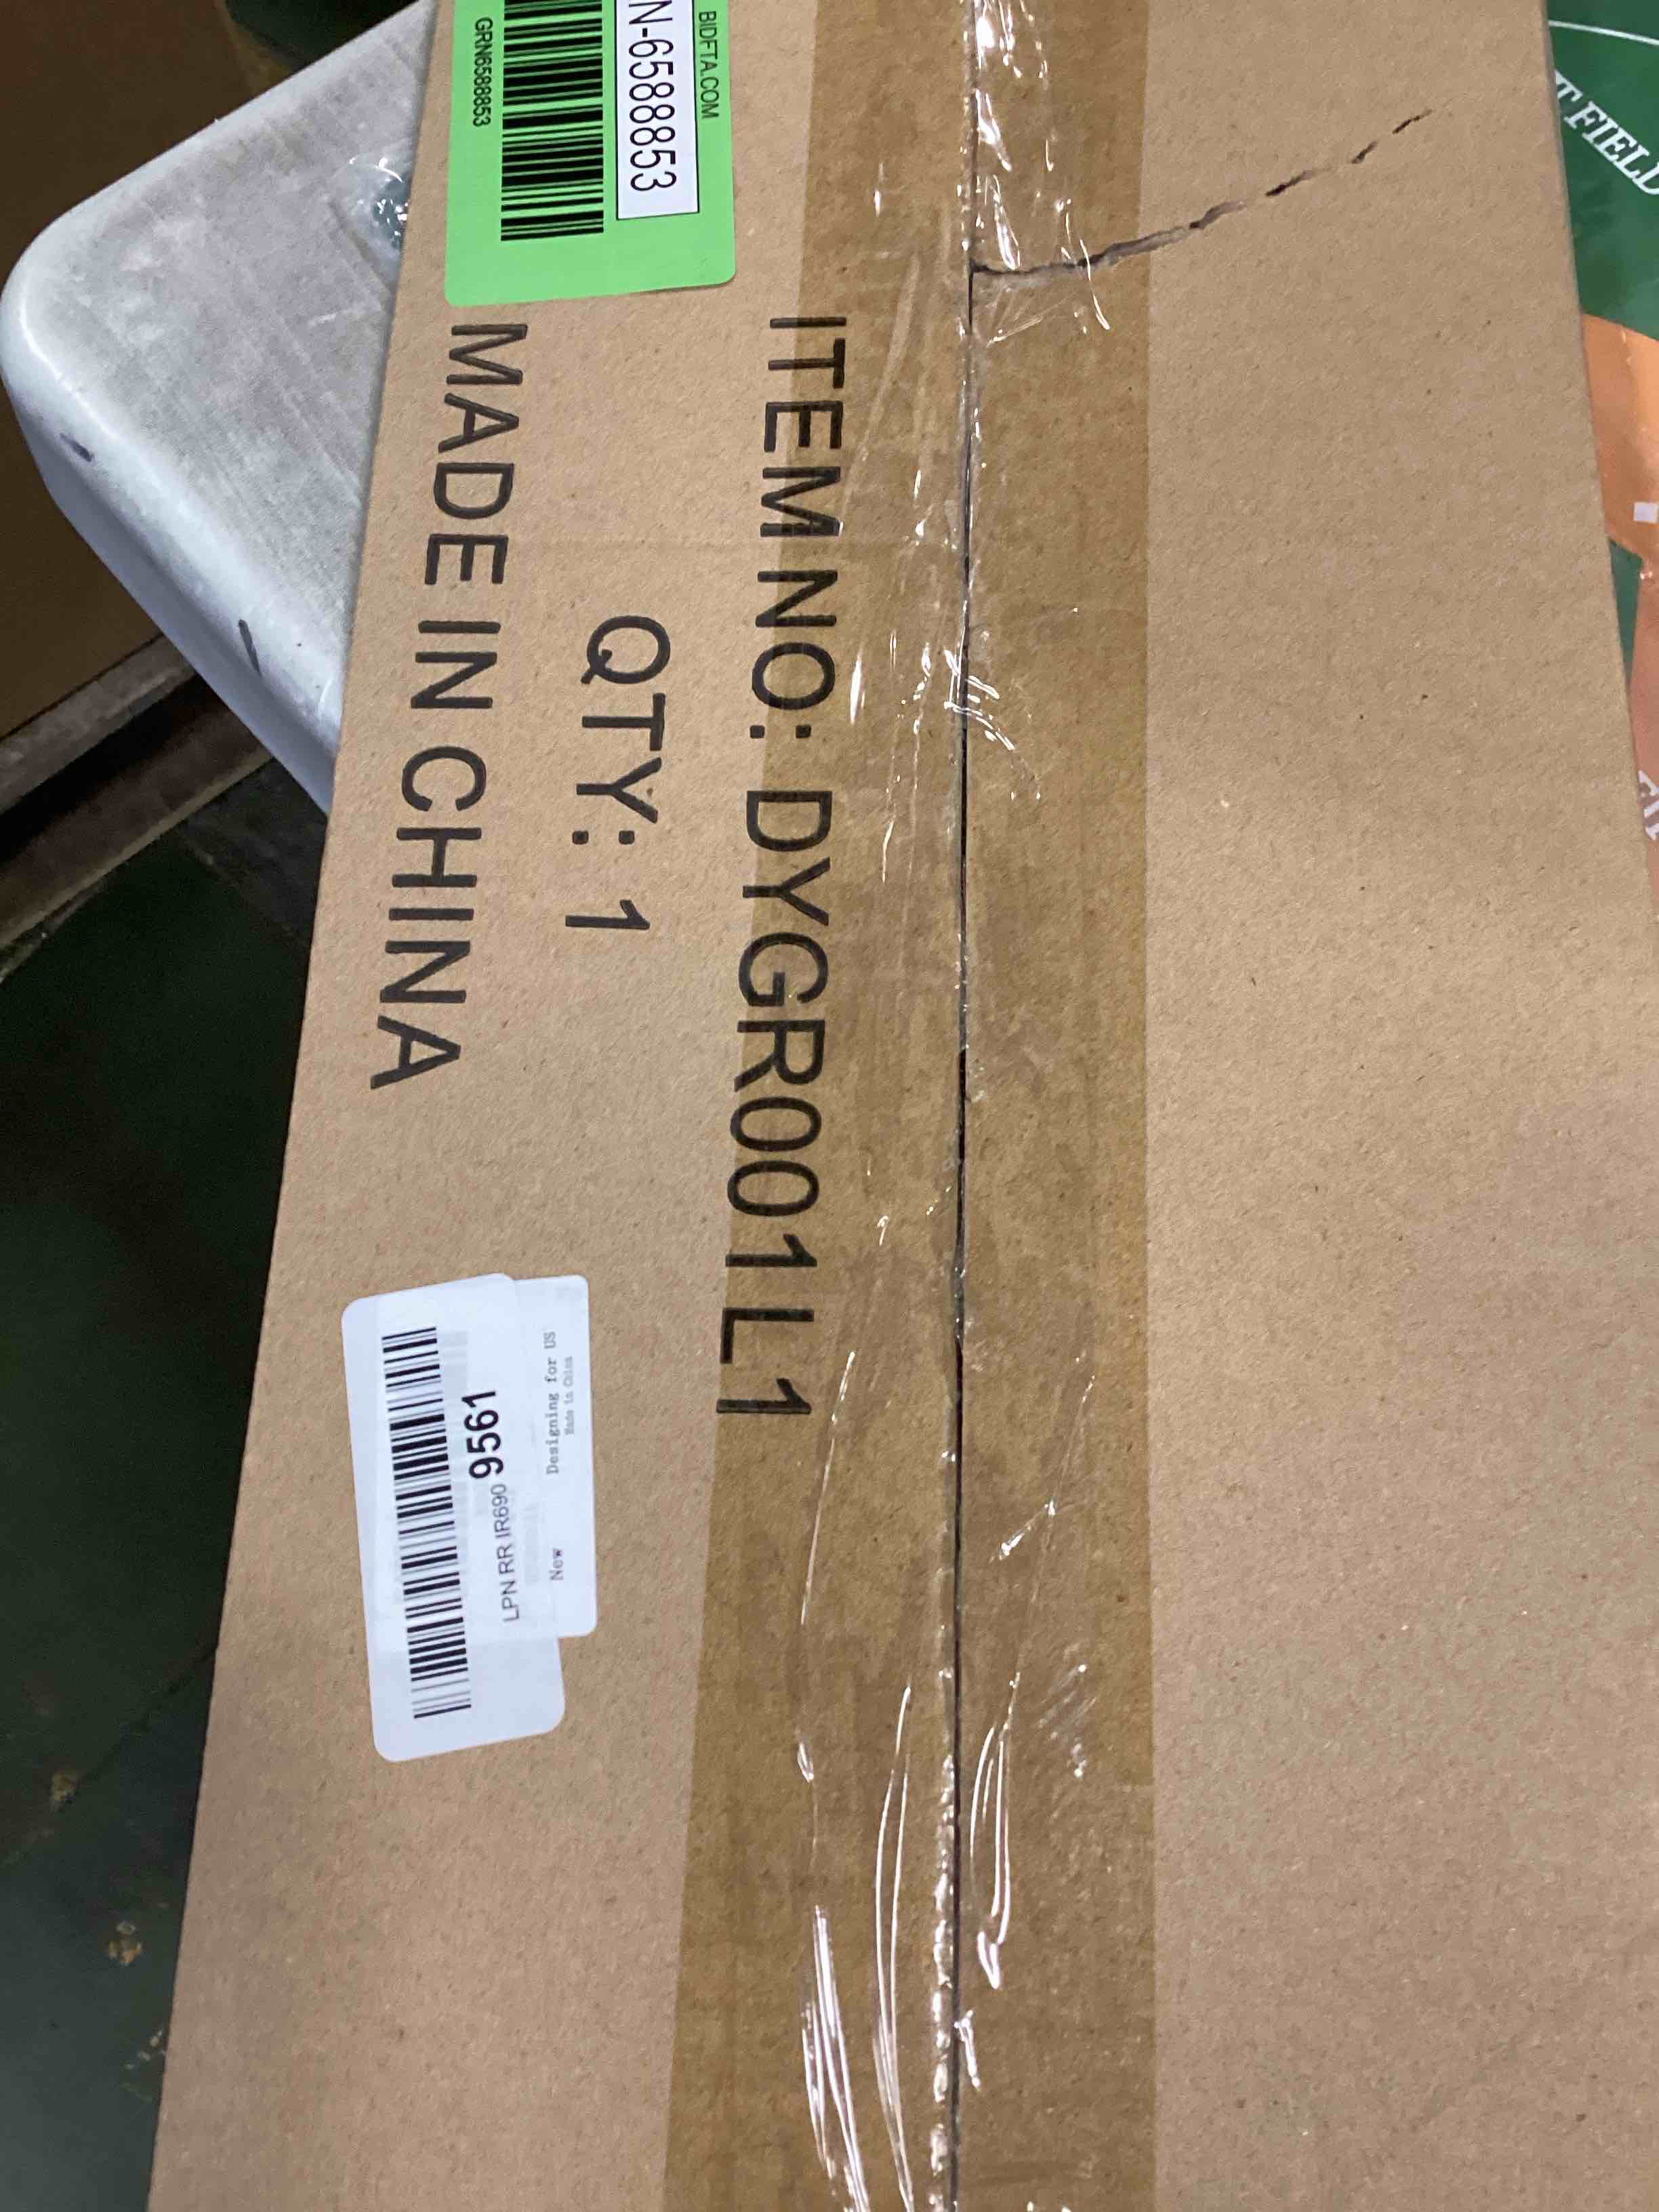 BIDFTA.COM
N-6588853
GRN6588853
ITEM NO: DYGR001L1
QTY: 1
MADE IN CHINA
LPN RR IR690 9561
New Designing for US
Made in China
T FIELD